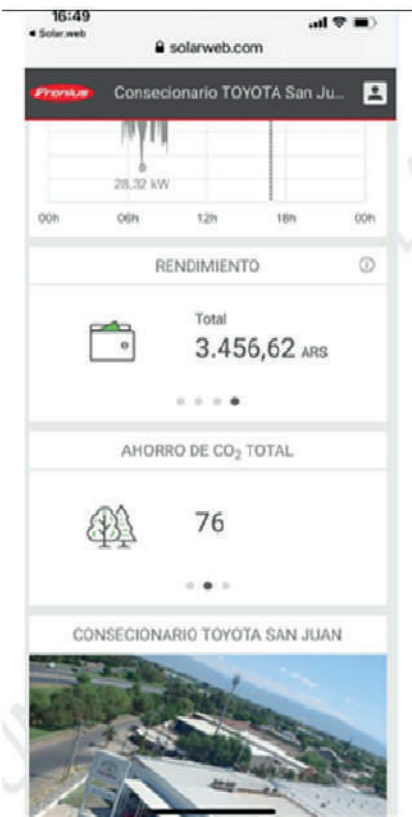 16:49
◀ Solar.web
solarweb.com
Fronius
Consecionario TOYOTA San Ju...
28,32 kW
00h 06h 12h 18h 00h
RENDIMIENTO
Total
3.456,62 ARS
AHORRO DE CO₂ TOTAL
76
CONSECIONARIO TOYOTA SAN JUAN